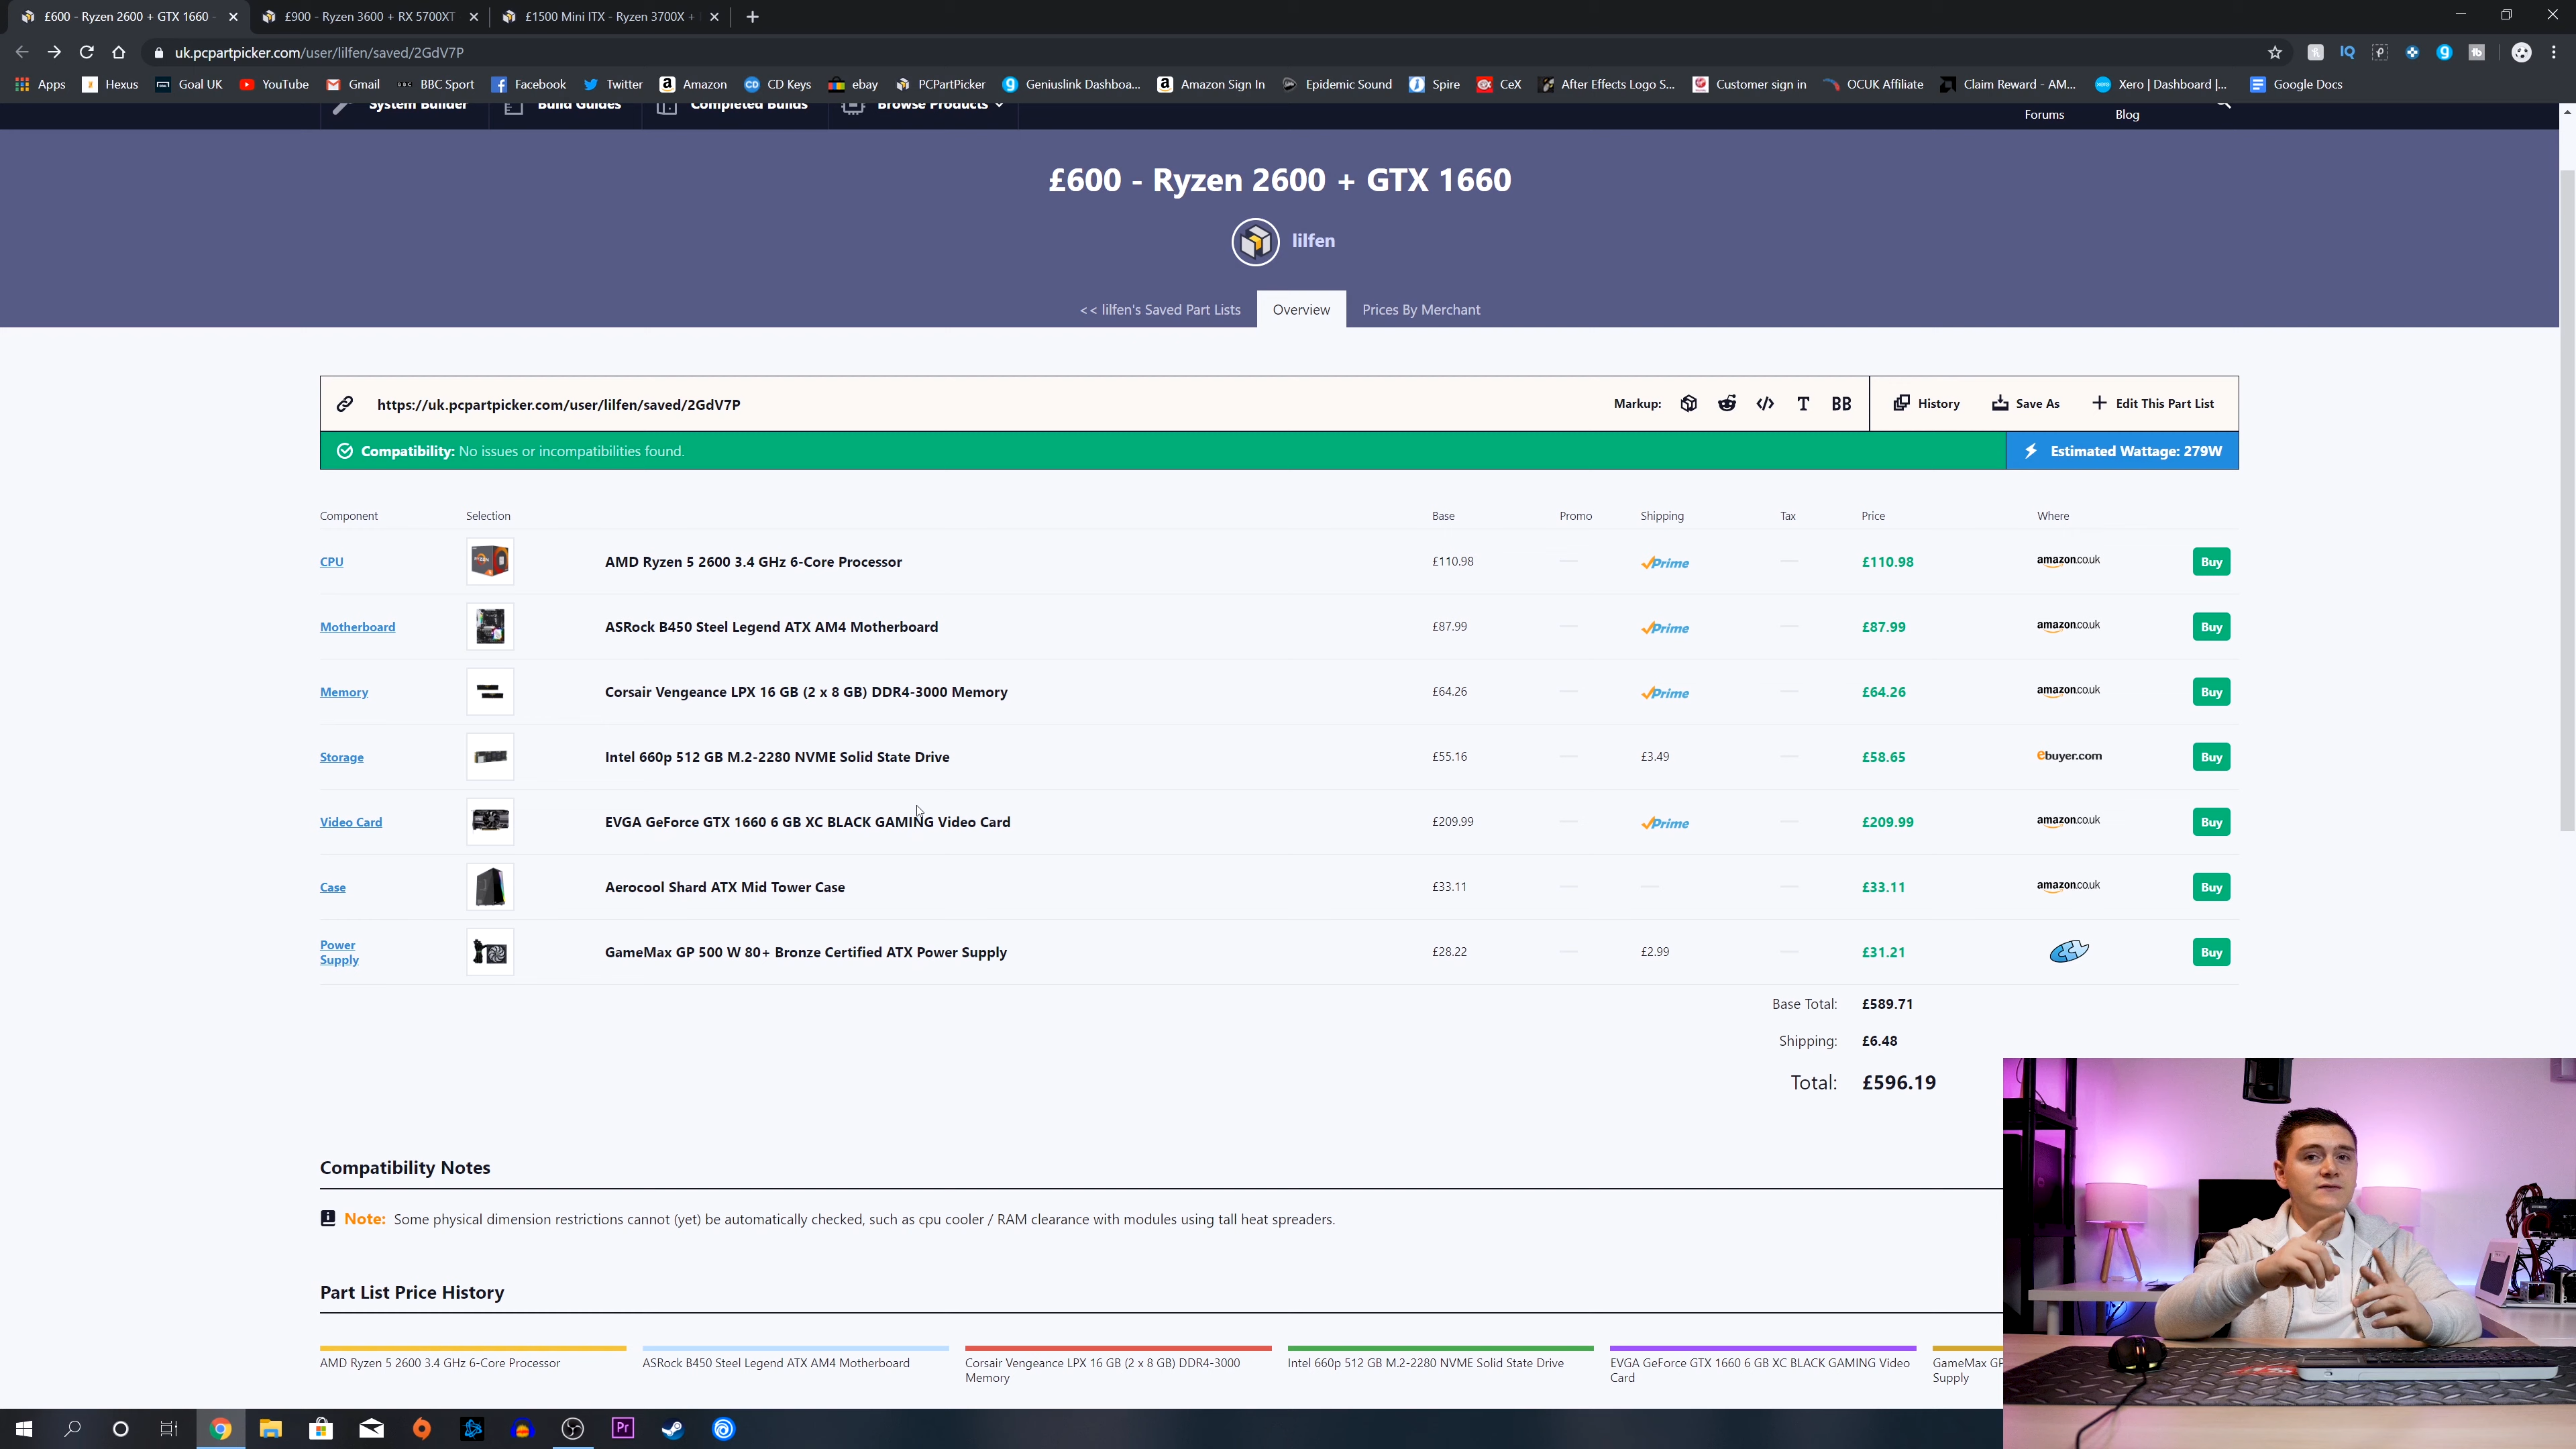 £600 - Ryzen 2600 + GTX 1660 -
£900 - Ryzen 3600 + RX 5700XT
£1500 Mini ITX - Ryzen 3700X +
uk.pcpartpicker.com/user/lilfen/saved/2GdV7P
Apps Hexus Goal UK YouTube Gmail BBC Sport Facebook Twitter Amazon CD Keys ebay PCPartPicker Geniuslink Dashboa... Amazon Sign In Epidemic Sound Spire CeX After Effects Logo S... Customer sign in OCUK Affiliate Claim Reward - AM... Xero | Dashboard |... Google Docs
System Builder Build Guides Completed Builds Browse Products
Forums Blog
£600 - Ryzen 2600 + GTX 1660
lilfen
<< lilfen's Saved Part Lists Overview Prices By Merchant
https://uk.pcpartpicker.com/user/lilfen/saved/2GdV7P Markup: T BB History Save As Edit This Part List
Compatibility: No issues or incompatibilities found. Estimated Wattage: 279W
Component Selection Base Promo Shipping Tax Price Where
CPU AMD Ryzen 5 2600 3.4 GHz 6-Core Processor £110.98 Prime £110.98 amazon.co.uk Buy
Motherboard ASRock B450 Steel Legend ATX AM4 Motherboard £87.99 Prime £87.99 amazon.co.uk Buy
Memory Corsair Vengeance LPX 16 GB (2 x 8 GB) DDR4-3000 Memory £64.26 Prime £64.26 amazon.co.uk Buy
Storage Intel 660p 512 GB M.2-2280 NVME Solid State Drive £55.16 £3.49 £58.65 ebuyer.com Buy
Video Card EVGA GeForce GTX 1660 6 GB XC BLACK GAMING Video Card £209.99 Prime £209.99 amazon.co.uk Buy
Case Aerocool Shard ATX Mid Tower Case £33.11 £33.11 amazon.co.uk Buy
Power Supply GameMax GP 500 W 80+ Bronze Certified ATX Power Supply £28.22 £2.99 £31.21 Buy
Base Total: £589.71
Shipping: £6.48
Total: £596.19
Compatibility Notes
Note: Some physical dimension restrictions cannot (yet) be automatically checked, such as cpu cooler / RAM clearance with modules using tall heat spreaders.
Part List Price History
AMD Ryzen 5 2600 3.4 GHz 6-Core Processor
ASRock B450 Steel Legend ATX AM4 Motherboard
Corsair Vengeance LPX 16 GB (2 x 8 GB) DDR4-3000
Memory
Intel 660p 512 GB M.2-2280 NVME Solid State Drive
EVGA GeForce GTX 1660 6 GB XC BLACK GAMING Video
Card
GameMax GP
Supply
Pr